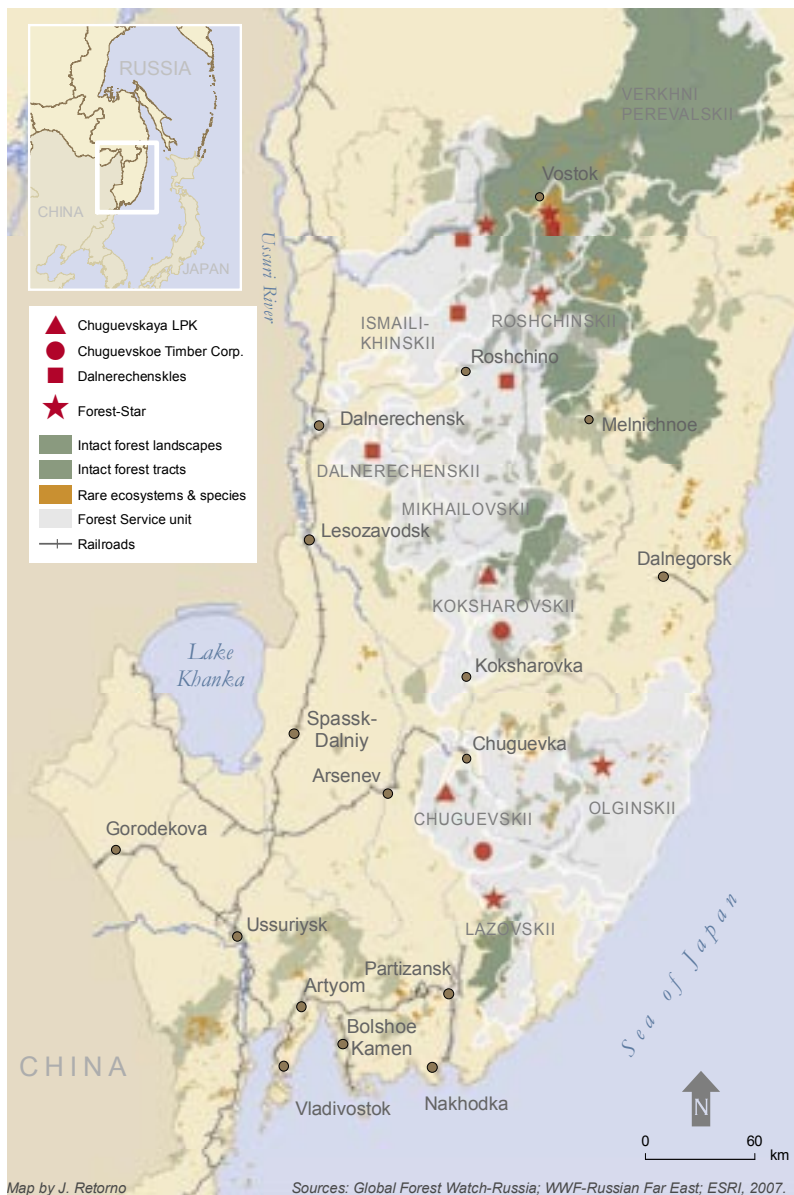 RUSSIA
CHINA
JAPAN
Ussuri River
Chuguevskaya LPK
Chuguevskoe Timber Corp.
Dalnerechenskles
Forest-Star
Intact forest landscapes
Intact forest tracts
Rare ecosystems & species
Forest Service unit
Railroads
VERKHNI
PEREVALSKII
Vostok
ISMAILI-
KHINSKII
ROSHCHINSKII
Roshchino
Dalnerechensk
Melnichnoe
DALNERECHENSKII
MIKHAILOVSKII
Lesozavodsk
Dalnegorsk
KOKSHAROVSKII
Lake
Khanka
Koksharovka
Spassk-
Dalniy
Chuguevka
Arsenev
CHUGUEVSKII
OLGINSKII
Gorodekova
Ussuriysk
LAZOVSKII
Partizansk
Artyom
Bolshoe
Kamen
Sea of Japan
CHINA
Vladivostok
Nakhodka
N
0 60
km
Map by J. Retorno
Sources: Global Forest Watch-Russia; WWF-Russian Far East; ESRI, 2007.